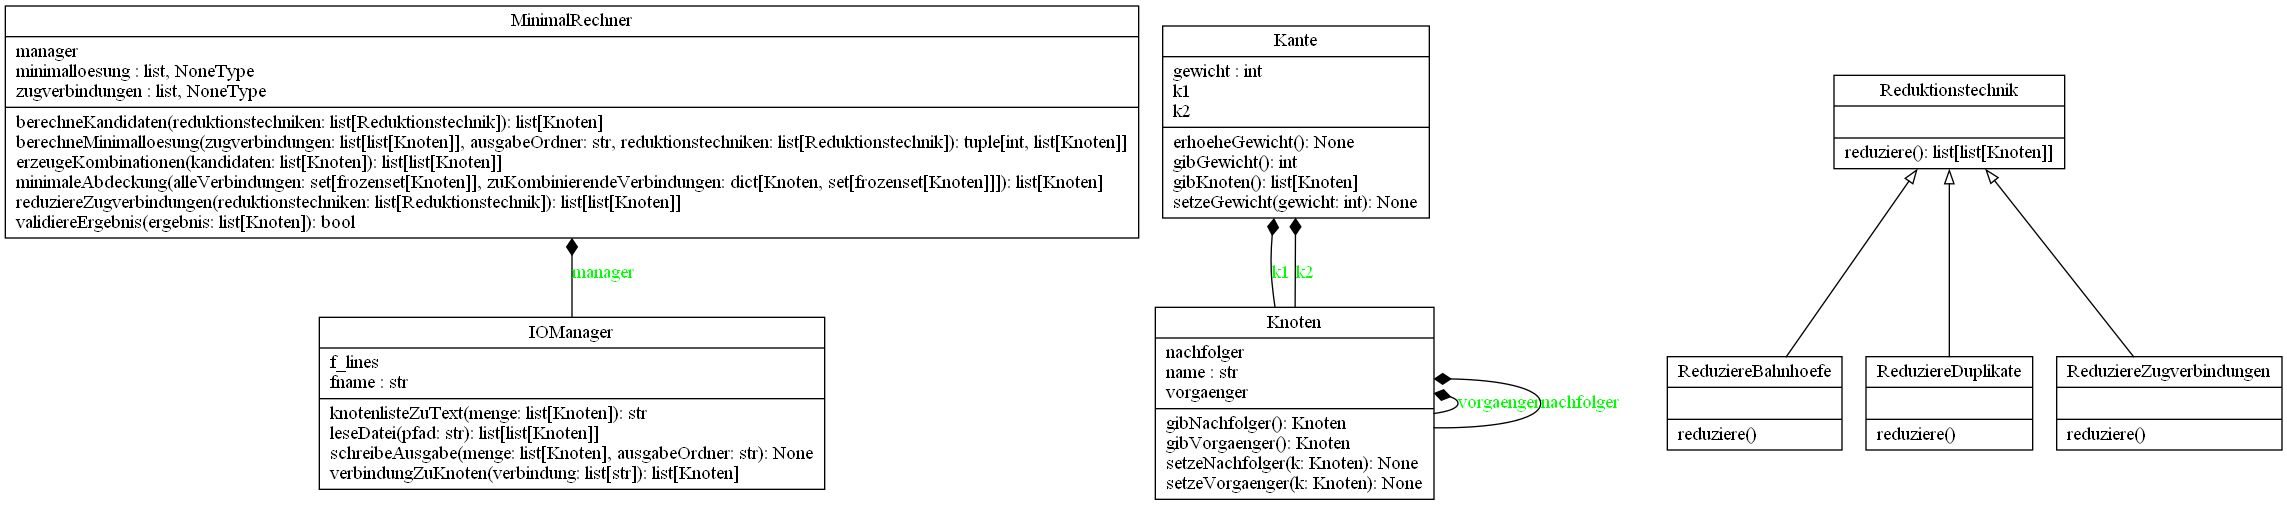 MinimalRechner
manager
minimalloesung : list, NoneType
zugverbindungen : list, NoneType
berechneKandidaten(reduktionstechniken: list[Reduktionstechnik]): list[Knoten]
berechneMinimalloesung(zugverbindungen: list[list[Knoten]], ausgabeOrdner: str, reduktionstechniken: list[Reduktionstechnik]): tuple[int, list[Knoten]]
erzeugeKombinationen(kandidaten: list[Knoten]): list[list[Knoten]]
minimaleAbdeckung(alleVerbindungen: set[frozenset[Knoten]], zuKombinierendeVerbindungen: dict[Knoten, set[frozenset[Knoten]]]): list[Knoten]
reduziereZugverbindungen(reduktionstechniken: list[Reduktionstechnik]): list[list[Knoten]]
validiereErgebnis(ergebnis: list[Knoten]): bool
manager
IOManager
f_lines
fname : str
knotenlisteZuText(menge: list[Knoten]): str
leseDatei(pfad: str): list[list[Knoten]]
schreibeAusgabe(menge: list[Knoten], ausgabeOrdner: str): None
verbindungZuKnoten(verbindung: list[str]): list[Knoten]
Kante
gewicht : int
k1
k2
erhoeheGewicht(): None
gibGewicht(): int
gibKnoten(): list[Knoten]
setzeGewicht(gewicht: int): None
k1
k2
Knoten
nachfolger
name : str
vorgaenger
gibNachfolger(): Knoten
gibVorgaenger(): Knoten
setzeNachfolger(k: Knoten): None
setzeVorgaenger(k: Knoten): None
vorgaenger
nachfolger
Reduktionstechnik
reduziere(): list[list[Knoten]]
ReduziereBahnhoefe
reduziere()
ReduziereDuplikate
reduziere()
ReduziereZugverbindungen
reduziere()